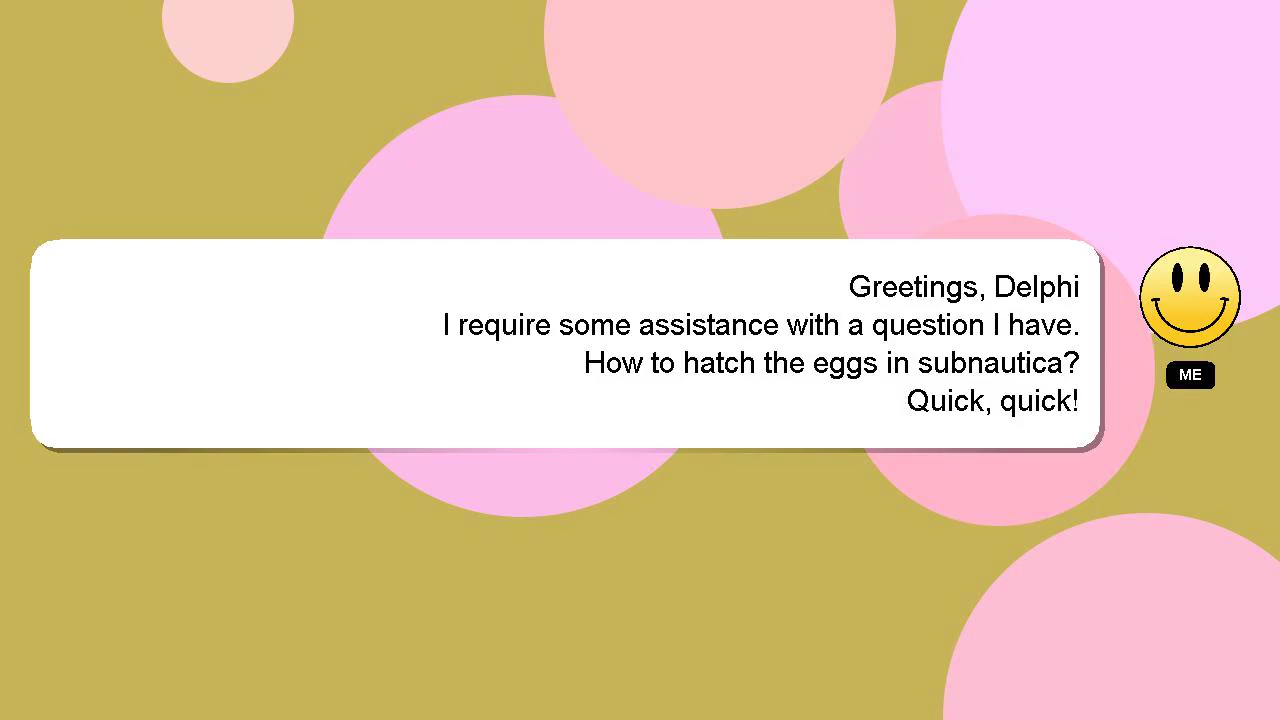 Greetings, Delphi
I require some assistance with a question I have.
How to hatch the eggs in subnautica?
Quick, quick!
ME